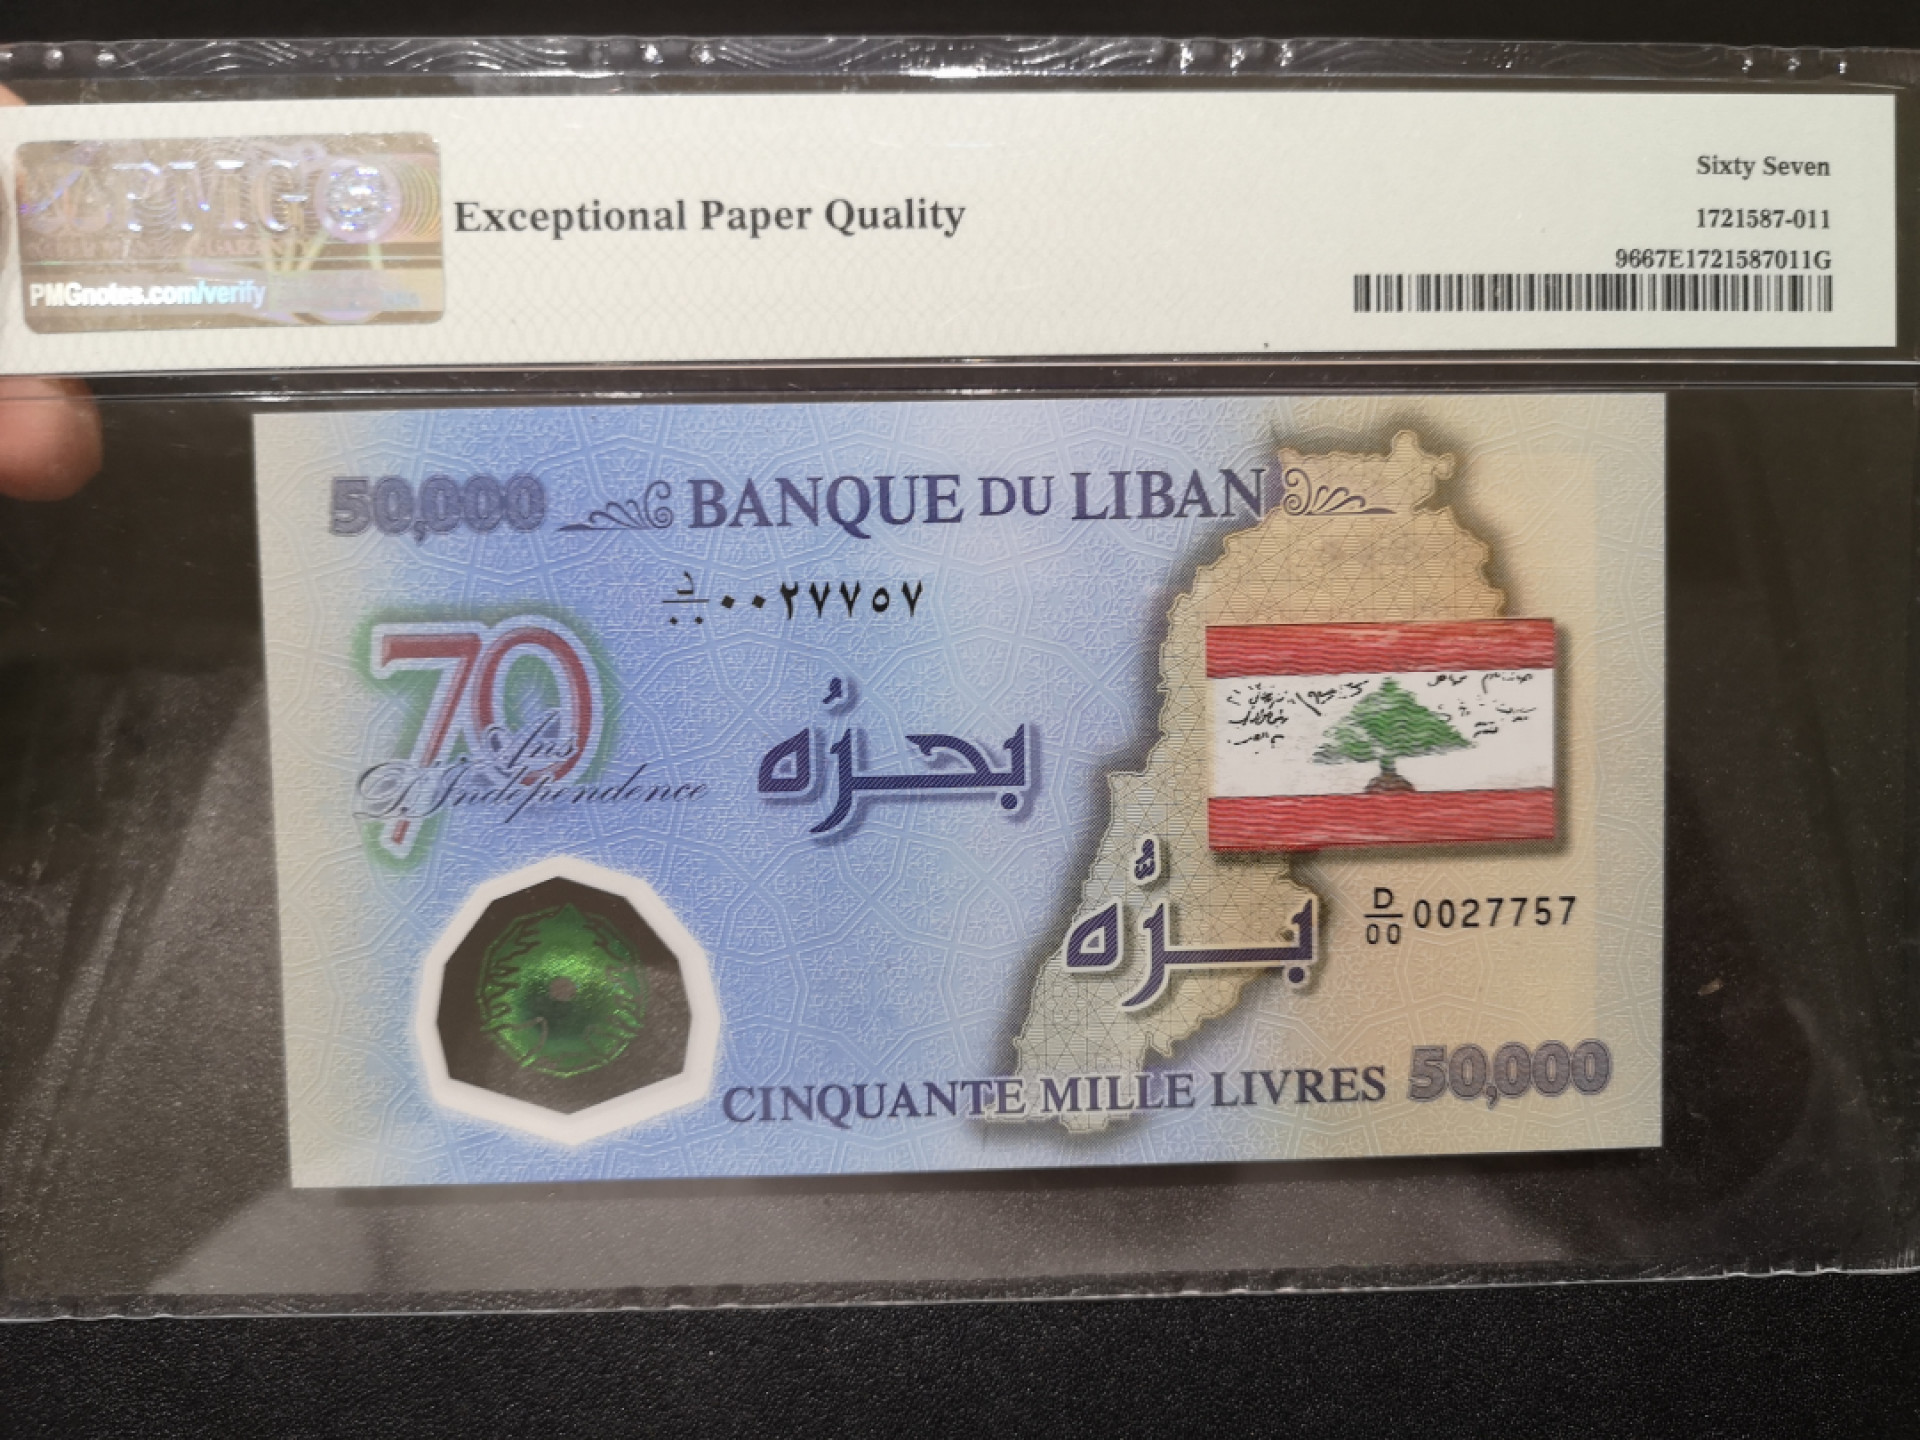 PMG
PMGnotes.com/verify
Exceptional Paper Quality
Sixty Seven
1721587-011
9667E1721587011G
50,000 BANQUE DU LIBAN
د
٠٠ ٠٠٢٧٧٥٧
70
Ans
L'Indépendence
بحرُه
برُّه
D
00 0027757
CINQUANTE MILLE LIVRES 50,000